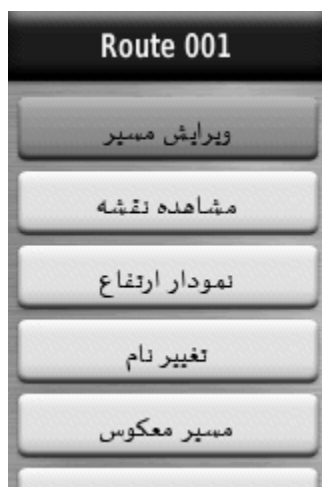 Route 001
ویرایش مسیر
مشاهده نقشه
نمودار ارتفاع
تغییر نام
مسیر معکوس